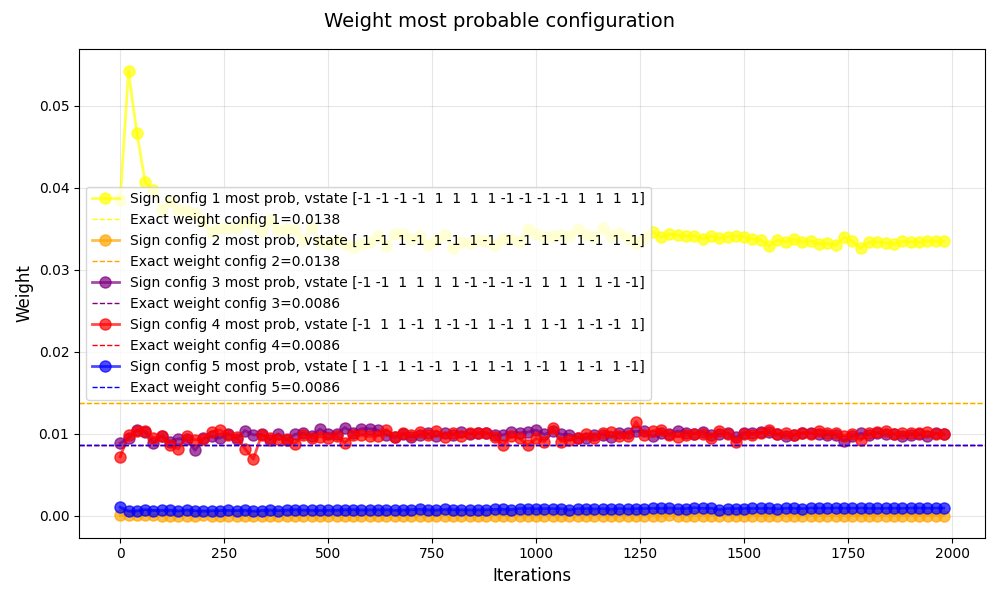 Weight most probable configuration
Weight
0.05
0.04
0.03
0.02
0.01
0.00
Sign config 1 most prob, vstate [-1 -1 -1 -1  1  1  1  1 -1 -1 -1 -1  1  1  1  1]
Exact weight config 1=0.0138
Sign config 2 most prob, vstate [ 1 -1  1 -1  1 -1  1 -1  1 -1  1 -1  1 -1  1 -1]
Exact weight config 2=0.0138
Sign config 3 most prob, vstate [-1 -1  1  1  1  1 -1 -1 -1 -1  1  1  1  1 -1 -1]
Exact weight config 3=0.0086
Sign config 4 most prob, vstate [-1  1  1 -1  1 -1 -1  1 -1  1  1 -1  1 -1 -1  1]
Exact weight config 4=0.0086
Sign config 5 most prob, vstate [ 1 -1  1 -1 -1  1 -1  1 -1  1 -1  1  1 -1  1 -1]
Exact weight config 5=0.0086
0 250 500 750 1000 1250 1500 1750 2000
Iterations